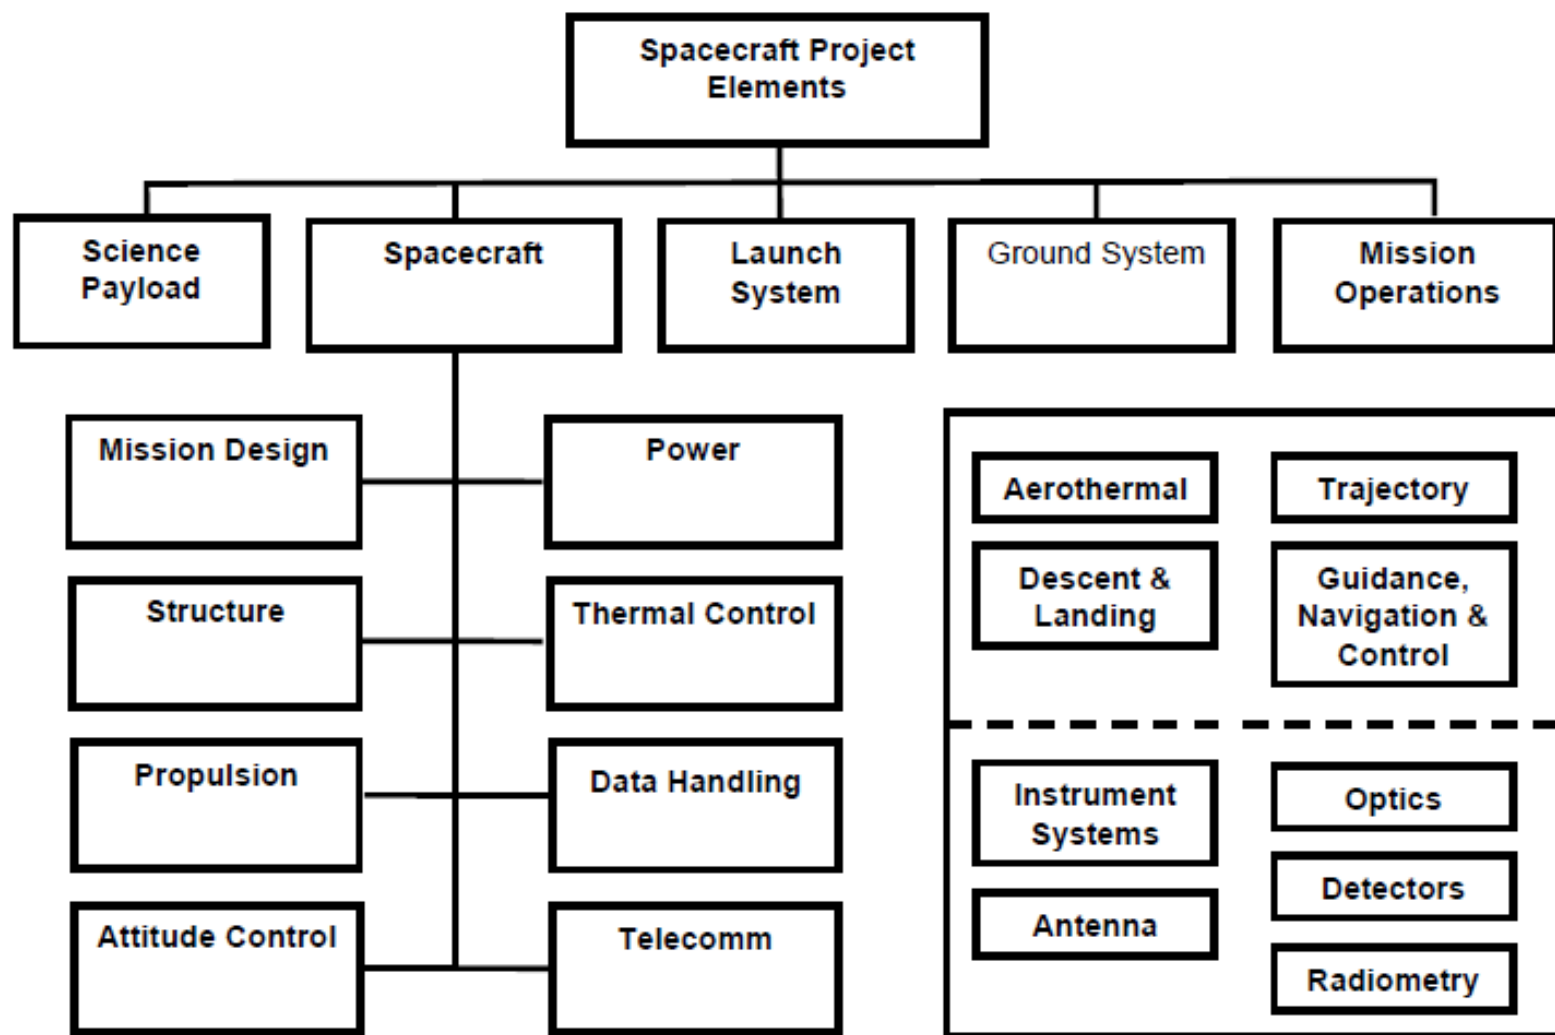 Spacecraft Project
Elements
Science
Payload
Spacecraft
Launch
System
Ground System
Mission
Operations
Mission Design
Power
Structure
Thermal Control
Propulsion
Data Handling
Attitude Control
Telecomm
Aerothermal
Trajectory
Descent &
Landing
Guidance,
Navigation &
Control
Instrument
Systems
Optics
Detectors
Antenna
Radiometry